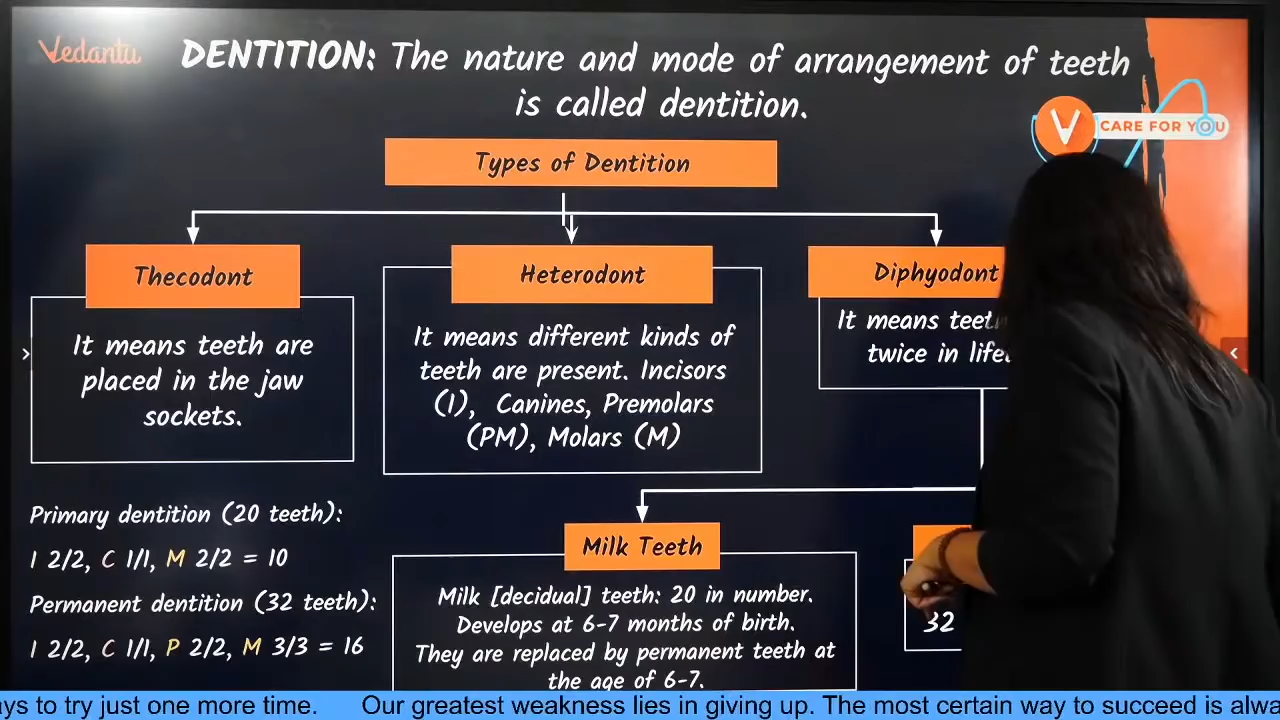 Vedantu
DENTITION: The nature and mode of arrangement of teeth
is called dentition.
V CARE FOR YOU
Types of Dentition
Thecodont
It means teeth are
placed in the jaw
sockets.
Heterodont
It means different kinds of
teeth are present. Incisors
(I), Canines, Premolars
(PM), Molars (M)
Diphyodont
It means
twice in
Primary dentition (20 teeth):
I 2/2, C 1/1, M 2/2 = 10
Permanent dentition (32 teeth):
I 2/2, C 1/1, P 2/2, M 3/3 = 16
Milk Teeth
Milk [decidual] teeth: 20 in number.
Develops at 6-7 months of birth.
They are replaced by permanent teeth at
the age of 6-7.
32
to try just one more time. Our greatest weakness lies in giving up. The most certain way to succeed is